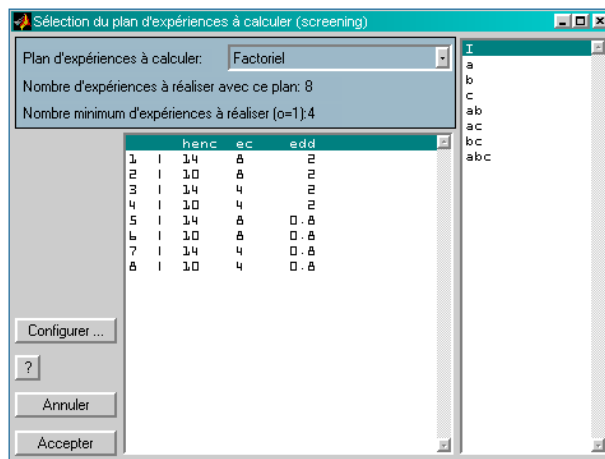 Sélection du plan d'expériences à calculer (screening)
Plan d'expériences à calculer: Factoriel
Nombre d'expériences à réaliser avec ce plan: 8
Nombre minimum d'expériences à réaliser (o=1):4
henc ec edd
1 | 14 8 2
2 | 10 8 2
3 | 14 4 2
4 | 10 4 2
5 | 14 8 0.8
6 | 10 8 0.8
7 | 14 4 0.8
8 | 10 4 0.8
I
a
b
c
ab
ac
bc
abc
Configurer ...
?
Annuler
Accepter